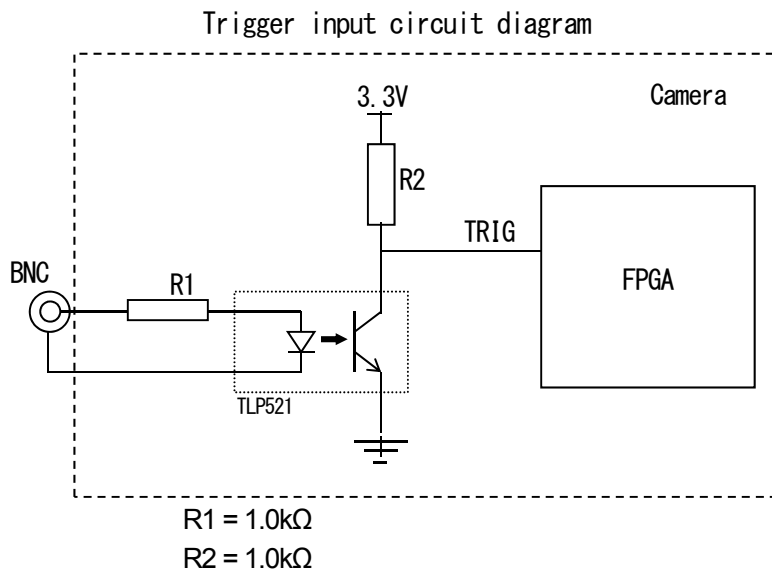 Trigger input circuit diagram
3.3V
Camera
R2
TRIG
BNC
R1
FPGA
TLP521
R1 = 1.0kΩ
R2 = 1.0kΩ